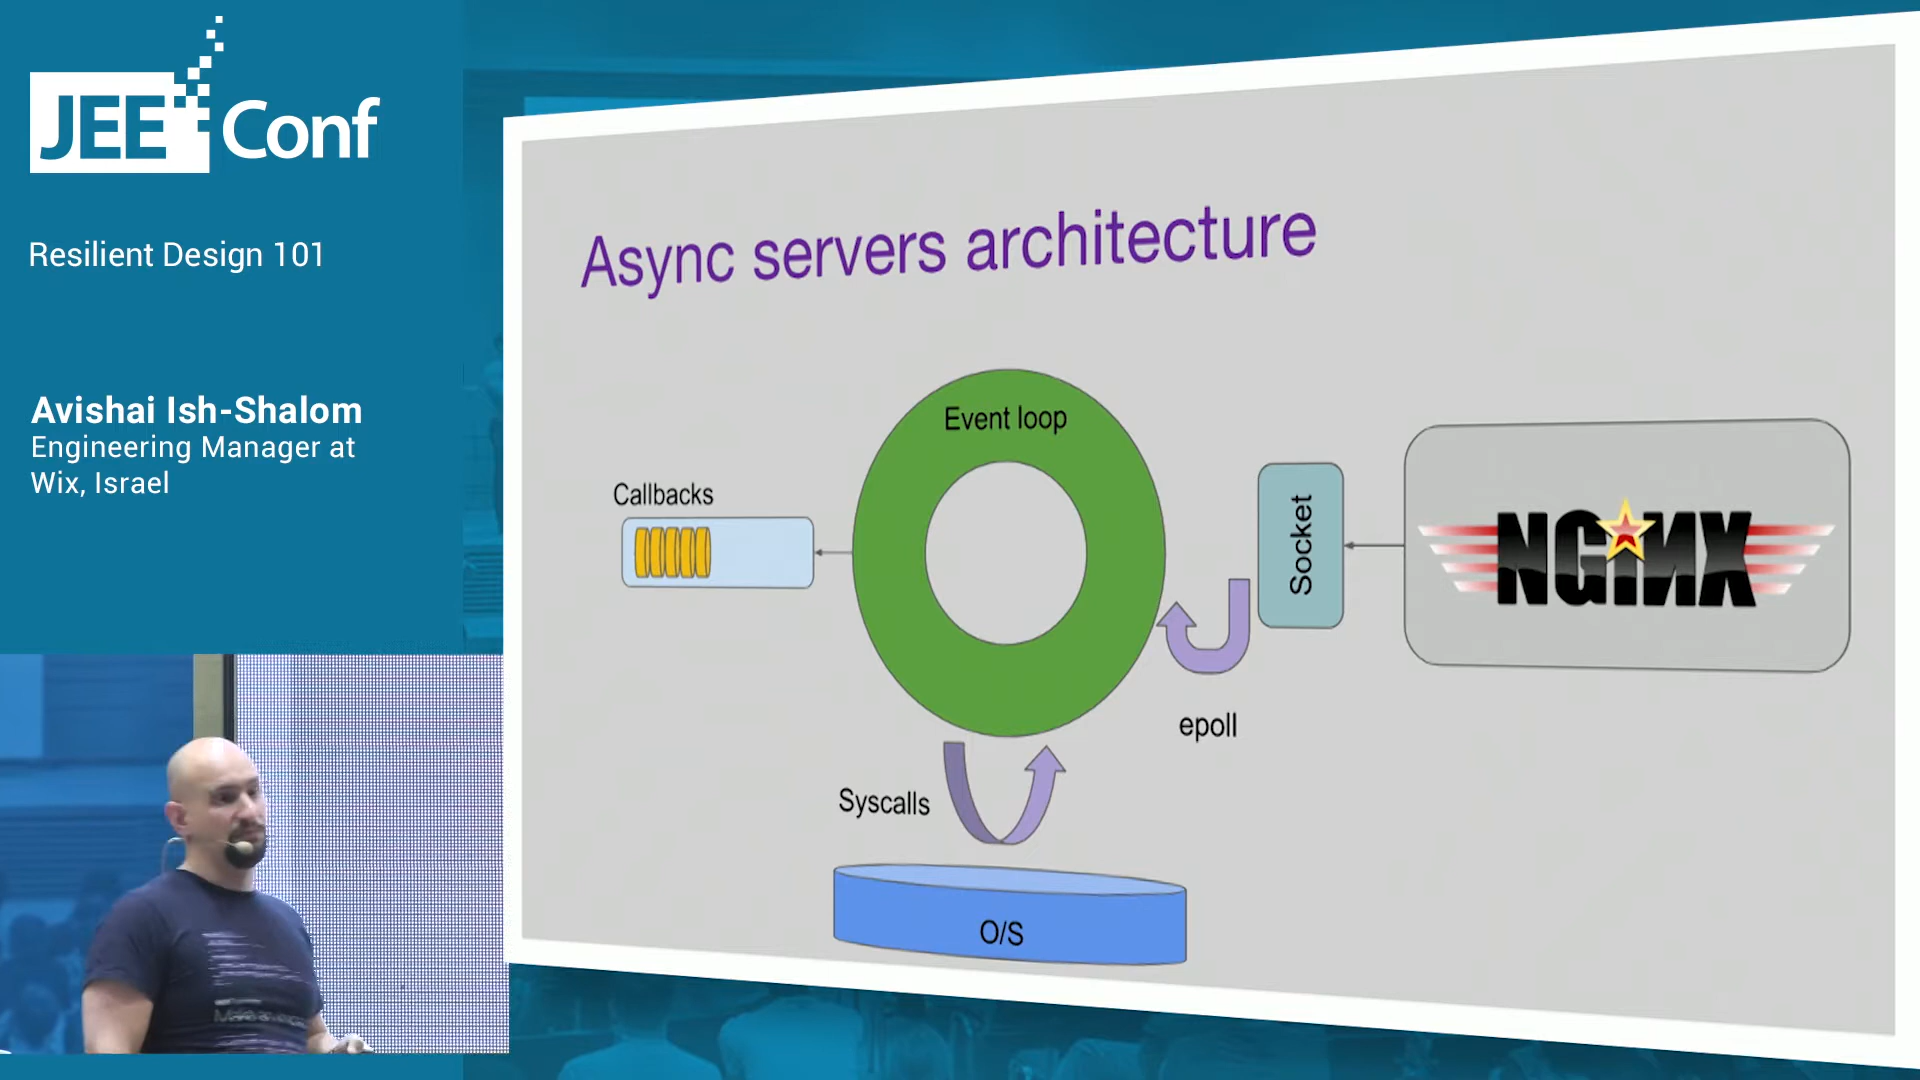 JEE Conf
Resilient Design 101
Avishai Ish-Shalom
Engineering Manager at
Wix, Israel
Async servers architecture
Event loop
Callbacks
Socket
NGiNX
epoll
Syscalls
O/S